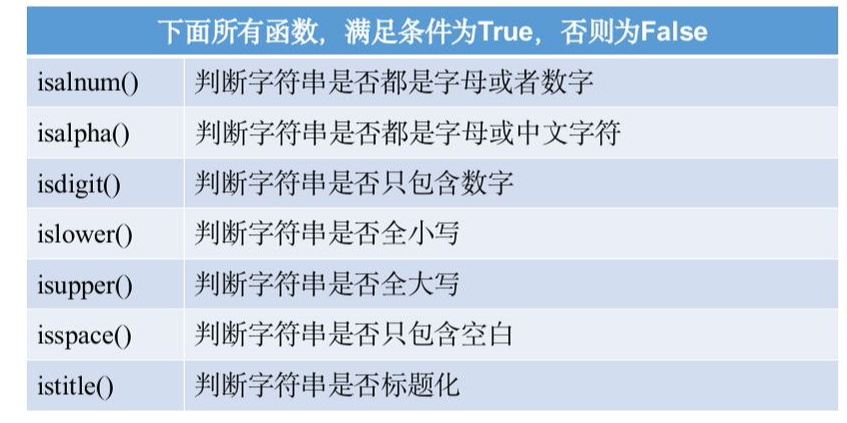 下面所有函数，满足条件为True，否则为False
isalnum() 判断字符串是否都是字母或者数字
isalpha() 判断字符串是否都是字母或中文字符
isdigit() 判断字符串是否只包含数字
islower() 判断字符串是否全小写
isupper() 判断字符串是否全大写
isspace() 判断字符串是否只包含空白
istitle() 判断字符串是否标题化